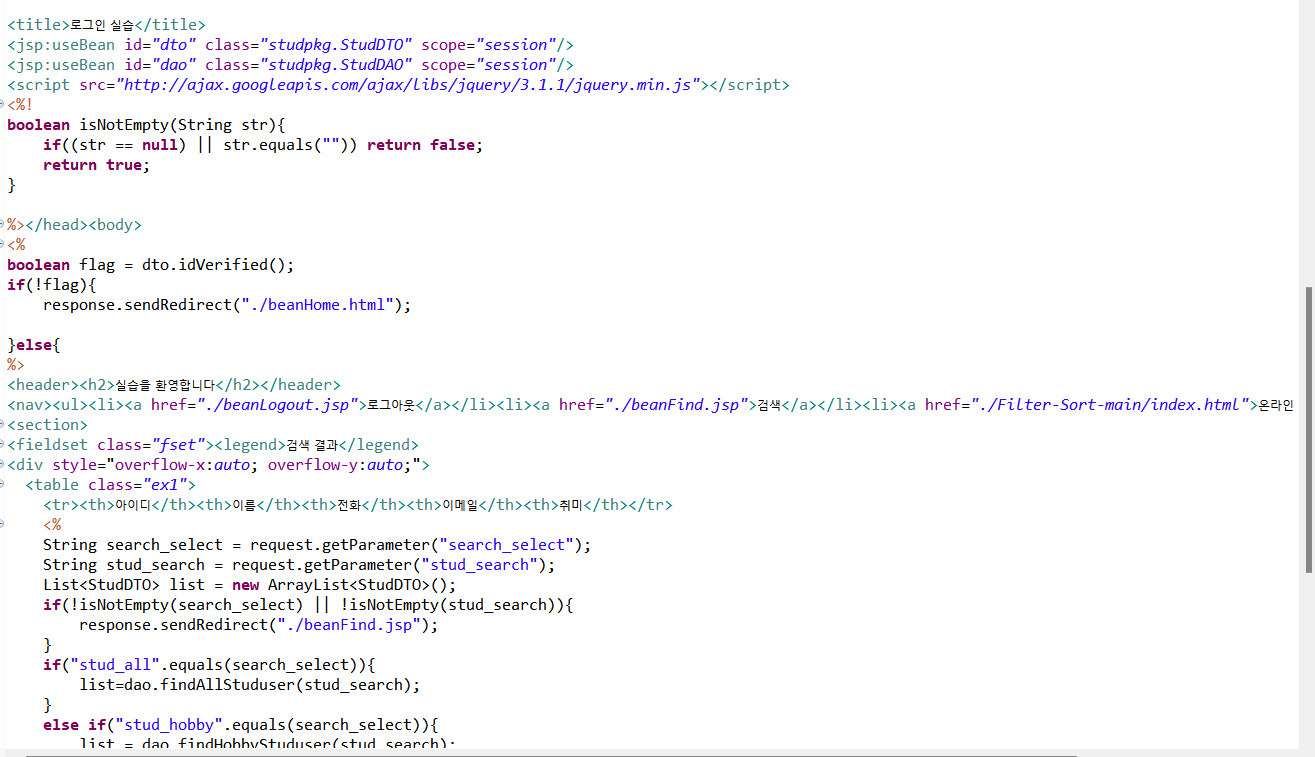 <title>로그인 실습</title>
<jsp:useBean id="dto" class="studpkg.StudDTO" scope="session"/>
<jsp:useBean id="dao" class="studpkg.StudDAO" scope="session"/>
<script src="http://ajax.googleapis.com/ajax/libs/jquery/3.1.1/jquery.min.js"></script>
<%!
boolean isNotEmpty(String str){
    if((str == null) || str.equals("")) return false;
    return true;
}
%></head><body>
<%
boolean flag = dto.idVerified();
if(!flag){
    response.sendRedirect("./beanHome.html");
}else{
%>
<header><h2>실습을 환영합니다</h2></header>
<nav><ul><li><a href="./beanLogout.jsp">로그아웃</a></li><li><a href="./beanFind.jsp">검색</a></li><li><a href="./Filter-Sort-main/index.html">온라인
<section>
<fieldset class="fset"><legend>검색 결과</legend>
<div style="overflow-x:auto; overflow-y:auto;">
  <table class="ex1">
    <tr><th>아이디</th><th>이름</th><th>전화</th><th>이메일</th><th>취미</th></tr>
    <%
    String search_select = request.getParameter("search_select");
    String stud_search = request.getParameter("stud_search");
    List<StudDTO> list = new ArrayList<StudDTO>();
    if(!isNotEmpty(search_select) || !isNotEmpty(stud_search)){
        response.sendRedirect("./beanFind.jsp");
    }
    if("stud_all".equals(search_select)){
        list=dao.findAllStuduser(stud_search);
    }
    else if("stud_hobby".equals(search_select)){
        list = dao.findHobbyStuduser(stud_search);